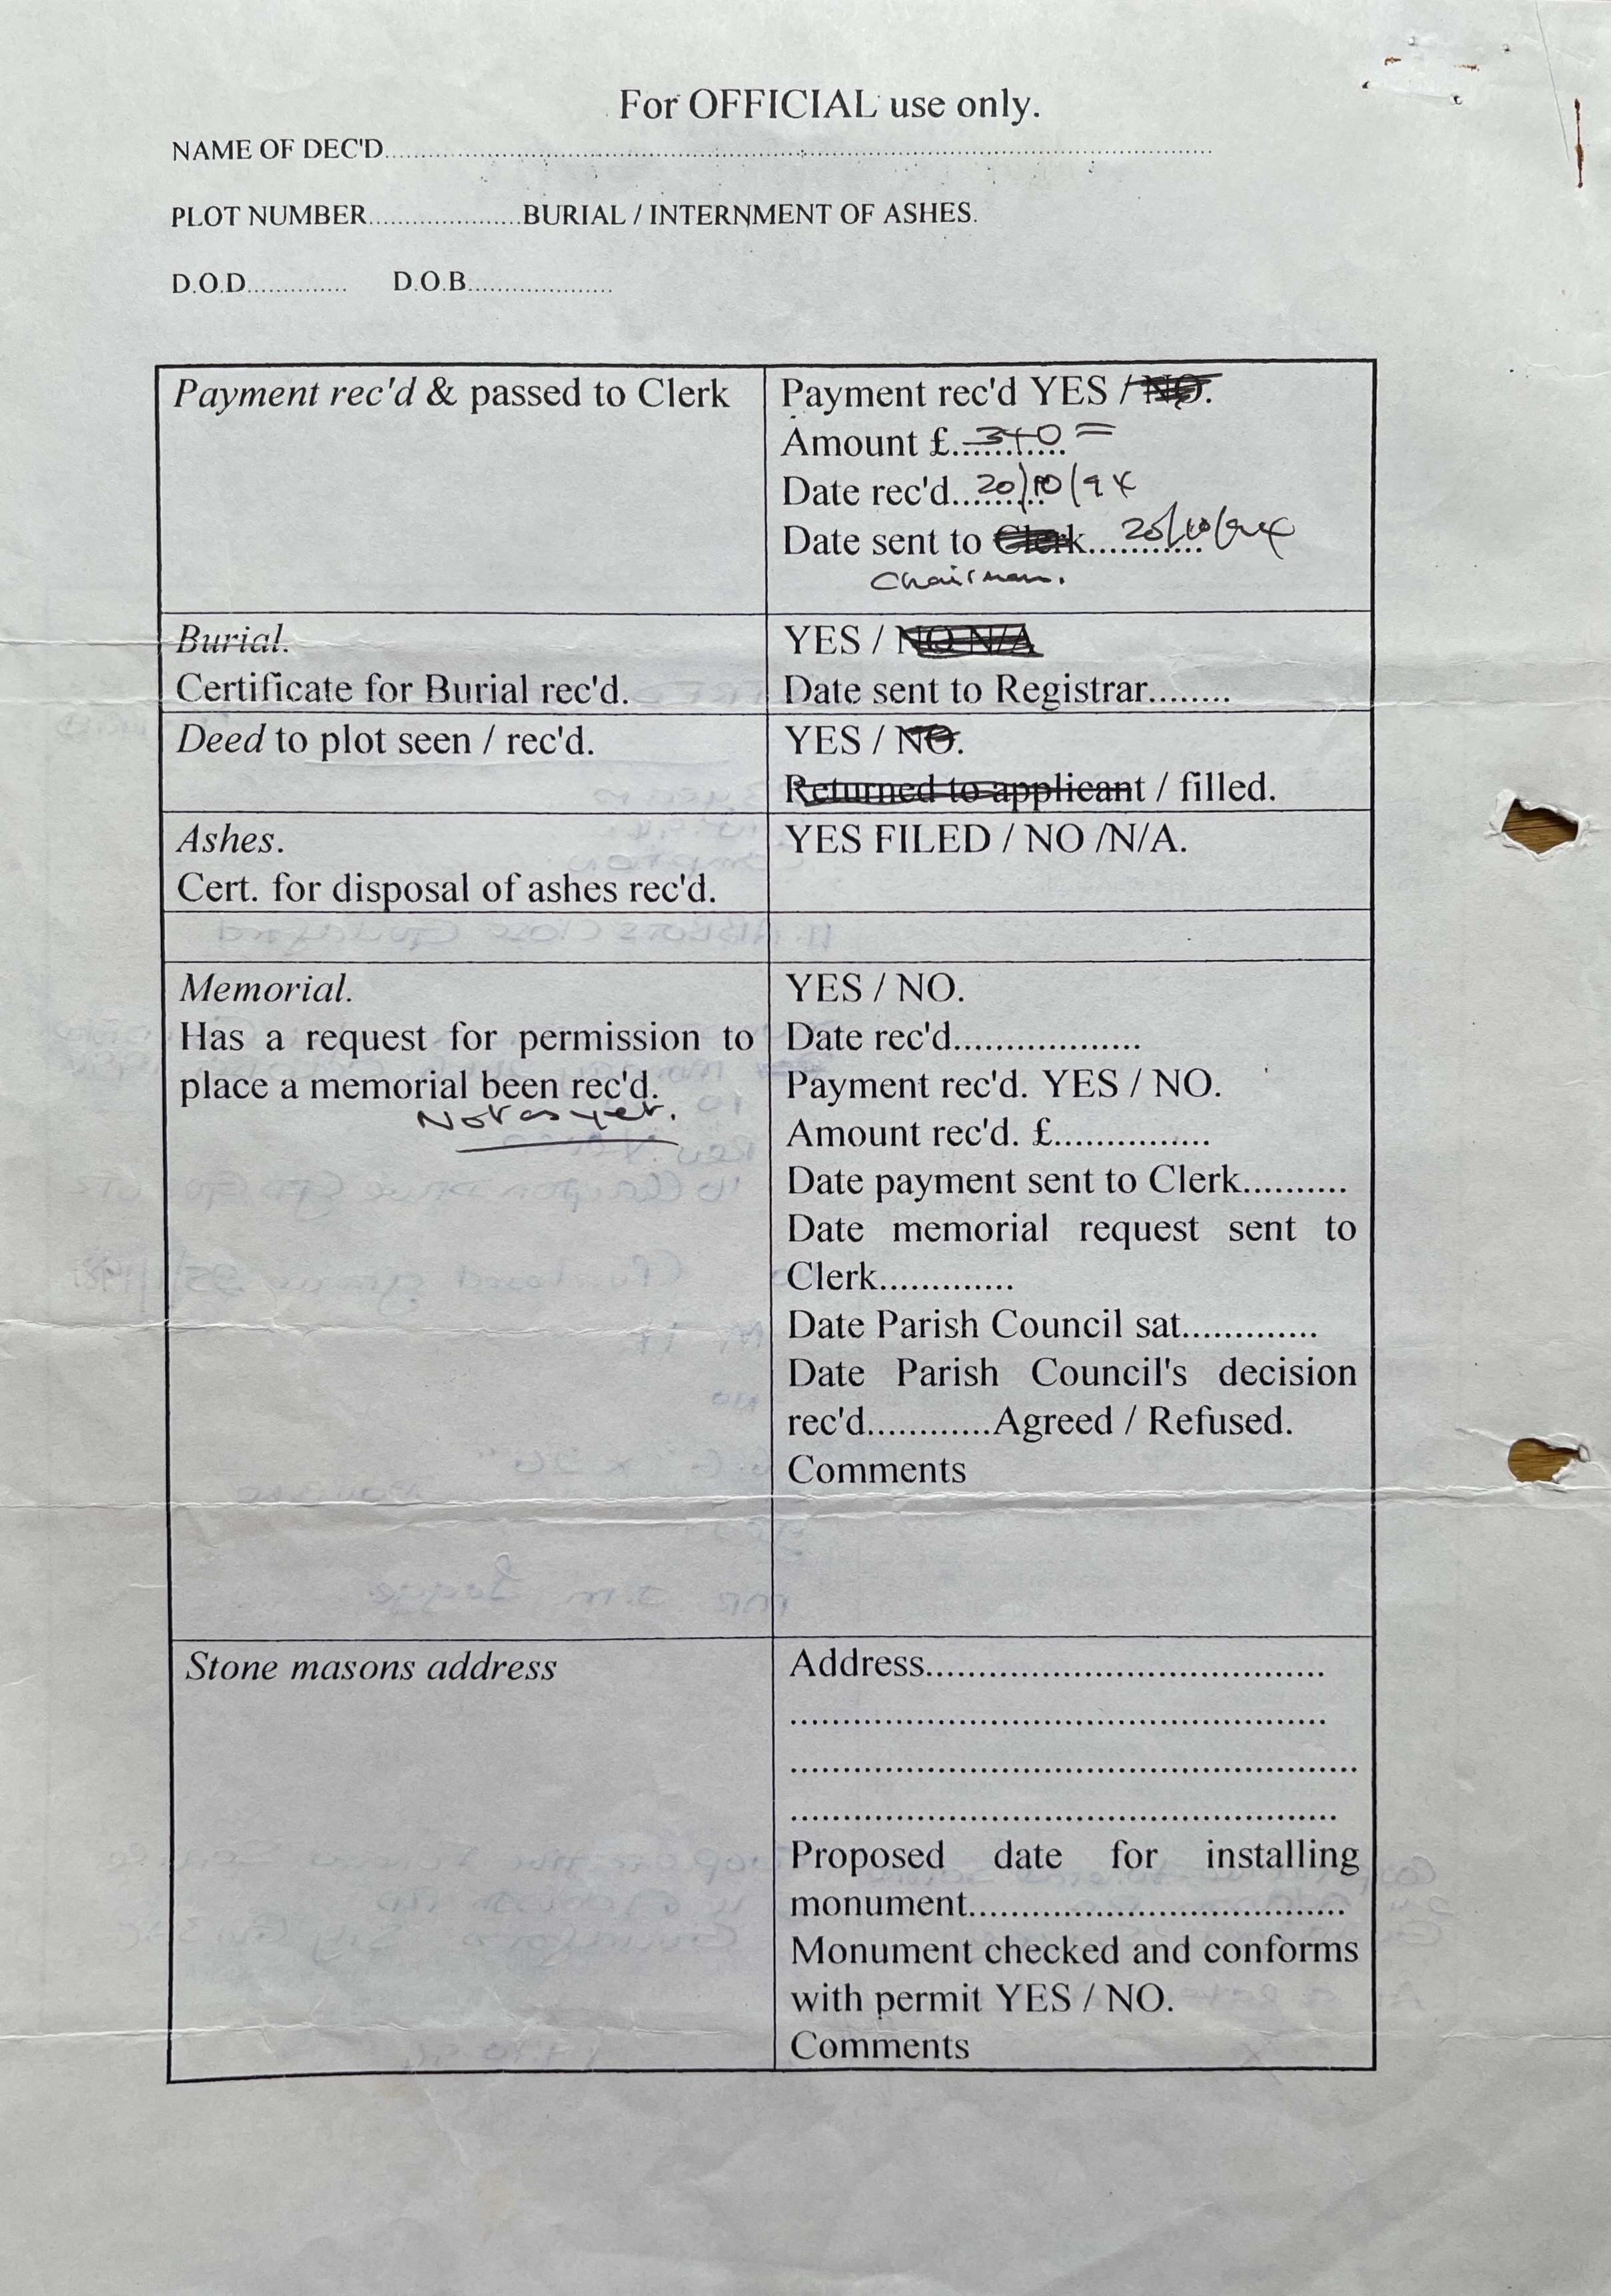 For OFFICIAL use only.
NAME OF DEC'D..............................
PLOT NUMBER....................BURIAL / INTERNMENT OF ASHES.
D.O.D.............. D.O.B....................
Payment rec'd & passed to Clerk
Payment rec'd YES / NO.
Amount £...........
Date rec'd.......20/10/94
Date sent to Clerk............
Chairman.
Burial.
Certificate for Burial rec'd.
YES / NO N/A
Date sent to Registrar........
Deed to plot seen / rec'd.
YES / NO.
Returned to applicant / filled.
Ashes.
Cert. for disposal of ashes rec'd.
YES FILED / NO /N/A.
Memorial.
Has a request for permission to
place a memorial been rec'd.
Not as yet.
YES / NO.
Date rec'd..................
Payment rec'd. YES / NO.
Amount rec'd. £...............
Date payment sent to Clerk..........
Date memorial request sent to
Clerk.............
Date Parish Council sat.............
Date Parish Council's decision
rec'd............Agreed / Refused.
Comments
Stone masons address
Address......................................
....................................................
.......................................................
.....................................................
Proposed date for installing
monument....................................
Monument checked and conforms
with permit YES / NO.
Comments